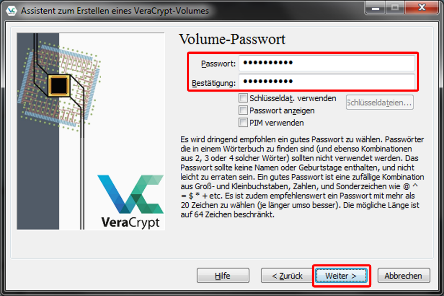 Assistent zum Erstellen eines VeraCrypt-Volumes
Volume-Passwort
Passwort: ●●●●●●●●●●
Bestätigung: ●●●●●●●●●●
Schlüsseldat. verwenden
Schlüsseldateien...
Passwort anzeigen
PIM verwenden
Es wird dringend empfohlen ein gutes Passwort zu wählen. Passwörter
die in einem Wörterbuch zu finden sind (und ebenso Kombinationen
aus 2, 3 oder 4 solcher Wörter) sollten nicht verwendet werden. Das
Passwort sollte keine Namen oder Geburtstage enthalten, und nicht
leicht zu erraten sein. Ein gutes Passwort ist eine zufällige Kombination
aus Groß- und Kleinbuchstaben, Zahlen, und Sonderzeichen wie @ ^
= $ * + etc. Es ist zudem empfehlenswert ein Passwort mit mehr als
20 Zeichen zu wählen (je länger umso besser). Die mögliche Länge ist
auf 64 Zeichen beschränkt.
VeraCrypt
Hilfe
< Zurück
Weiter >
Abbrechen